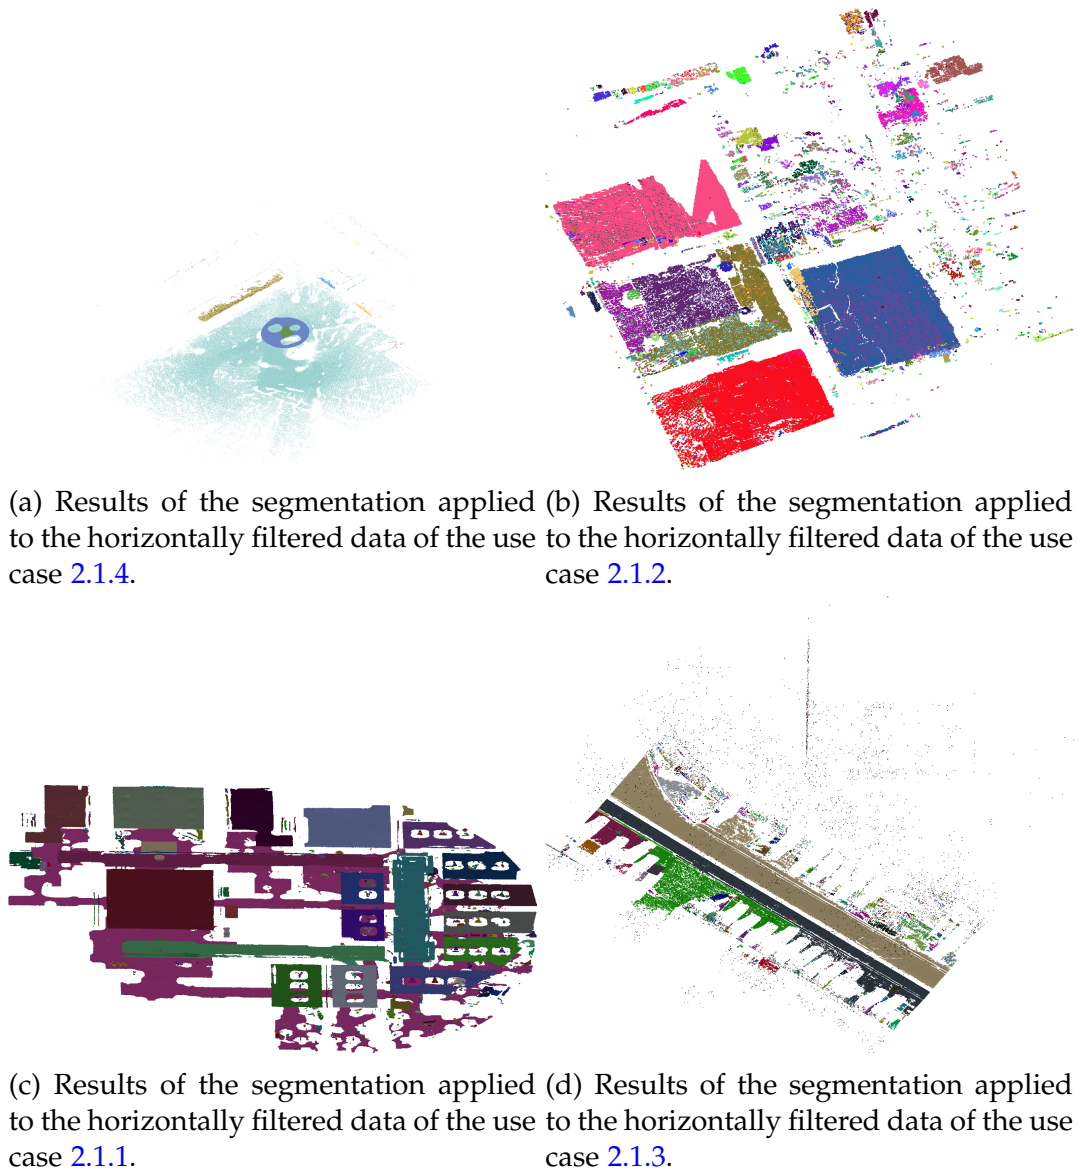 (a) Results of the segmentation applied
to the horizontally filtered data of the use
case 2.1.4.
(b) Results of the segmentation applied
to the horizontally filtered data of the use
case 2.1.2.
(c) Results of the segmentation applied
to the horizontally filtered data of the use
case 2.1.1.
(d) Results of the segmentation applied
to the horizontally filtered data of the use
case 2.1.3.